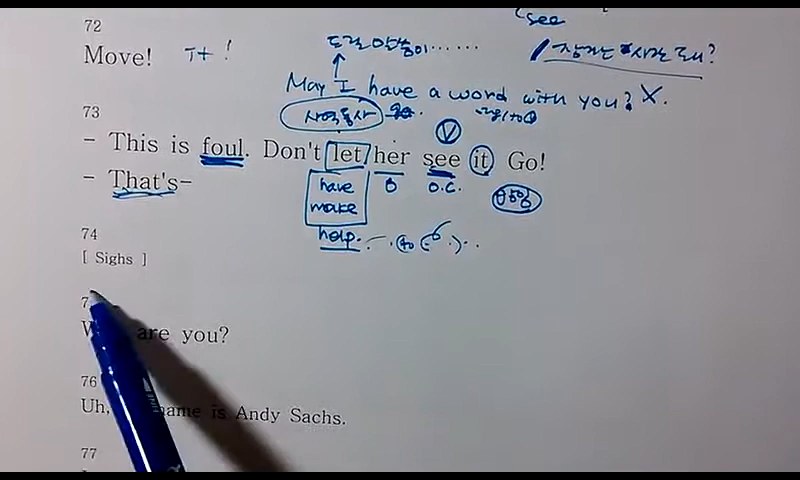 (see
72
Move!
May I have a word with you? X.
73
사역동사
V
- This is foul. Don't let her see it Go!
- That's-
have O o.c.
make
74
help. (to
[ Sighs ]
are you?
76
Uh, name is Andy Sachs.
77